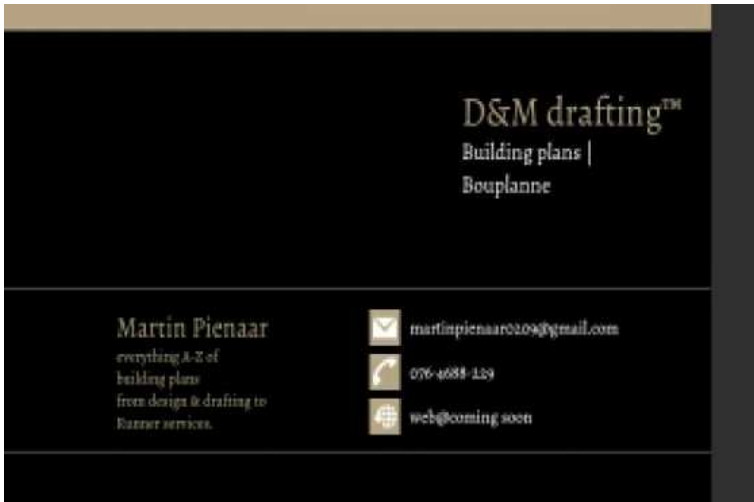 D&M drafting™
Building plans |
Bouplanne
Martin Pienaar
everything A-Z of
building plans
from design & drafting to
Runner services.
martinpienaar0209@gmail.com
076-4688-229
web@coming soon